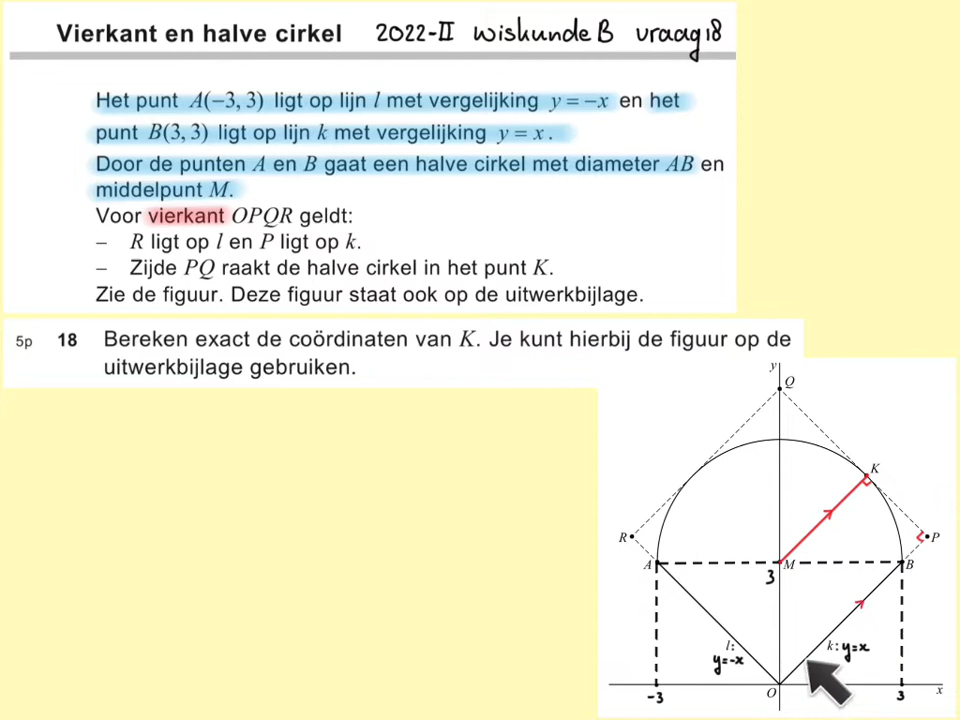 Vierkant en halve cirkel 2022-II wiskunde B vraag 18
Het punt A(−3, 3) ligt op lijn l met vergelijking y = −x en het
punt B(3, 3) ligt op lijn k met vergelijking y = x.
Door de punten A en B gaat een halve cirkel met diameter AB en
middelpunt M.
Voor vierkant OPQR geldt:
– R ligt op l en P ligt op k.
– Zijde PQ raakt de halve cirkel in het punt K.
Zie de figuur. Deze figuur staat ook op de uitwerkbijlage.
5p 18 Bereken exact de coördinaten van K. Je kunt hierbij de figuur op de
uitwerkbijlage gebruiken.
y
Q
K
R
P
A
M
B
3
l:
y=-x
k: y=x
O
x
-3
3